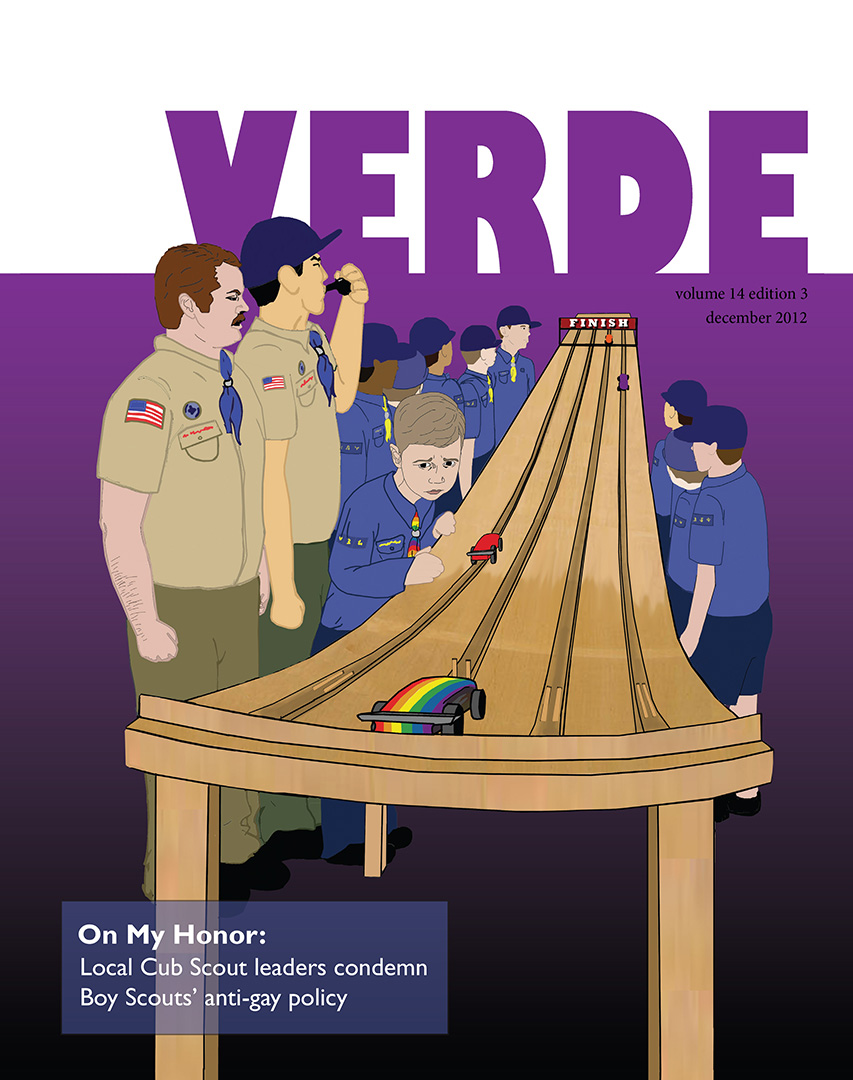 VERDE
volume 14 edition 3
december 2012
FINISH
On My Honor:
Local Cub Scout leaders condemn
Boy Scouts' anti-gay policy